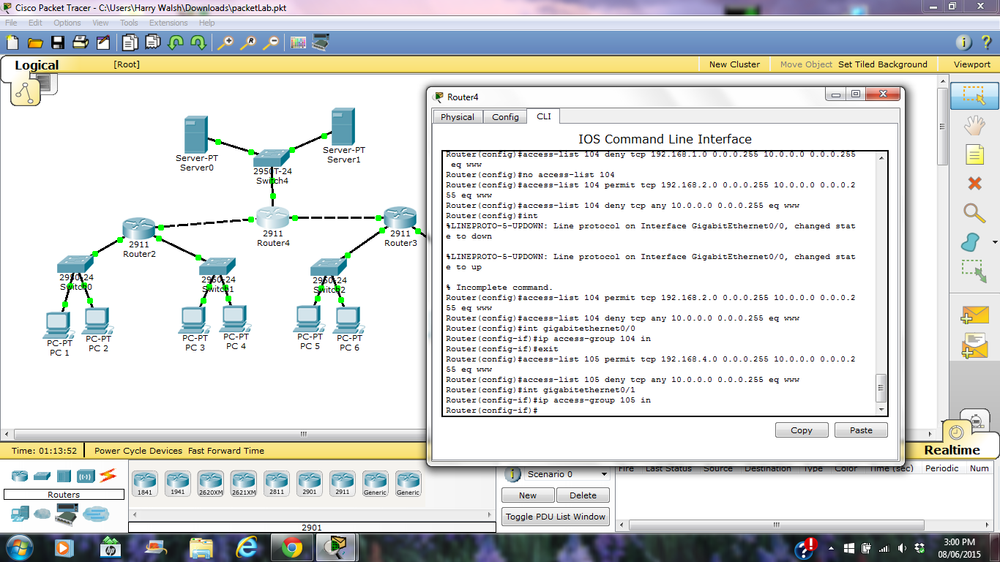 Cisco Packet Tracer - C:\Users\Harry Walsh\Downloads\packetLab.pkt
File Edit Options View Tools Extensions Help
Logical
[Root]
New Cluster
Move Object
Set Tiled Background
Viewport
Server-PT
Server0
Server-PT
Server1
2950T-24
Switch4
2911
Router4
2911
Router2
2911
Router3
2950-24
Switch0
2950-24
Switch1
2950-24
Switch2
PC-PT
PC 1
PC-PT
PC 2
PC-PT
PC 3
PC-PT
PC 4
PC-PT
PC 5
PC-PT
PC 6
Router4
Physical Config CLI
IOS Command Line Interface
Router(config)#access-list 104 deny tcp 192.168.1.0 0.0.0.255 10.0.0.0 0.0.0.255
eq www
Router(config)#no access-list 104
Router(config)#access-list 104 permit tcp 192.168.2.0 0.0.0.255 10.0.0.0 0.0.0.2
55 eq www
Router(config)#access-list 104 deny tcp any 10.0.0.0 0.0.0.255 eq www
Router(config)#int
%LINEPROTO-5-UPDOWN: Line protocol on Interface GigabitEthernet0/0, changed stat
e to down
%LINEPROTO-5-UPDOWN: Line protocol on Interface GigabitEthernet0/0, changed stat
e to up
% Incomplete command.
Router(config)#access-list 104 permit tcp 192.168.2.0 0.0.0.255 10.0.0.0 0.0.0.2
55 eq www
Router(config)#access-list 104 deny tcp any 10.0.0.0 0.0.0.255 eq www
Router(config)#int gigabitethernet0/0
Router(config-if)#ip access-group 104 in
Router(config-if)#exit
Router(config)#access-list 105 permit tcp 192.168.4.0 0.0.0.255 10.0.0.0 0.0.0.2
55 eq www
Router(config)#access-list 105 deny tcp any 10.0.0.0 0.0.0.255 eq www
Router(config)#int gigabitethernet0/1
Router(config-if)#ip access-group 105 in
Router(config-if)#
Copy Paste
Time: 01:13:52
Power Cycle Devices Fast Forward Time
Realtime
Routers
1841 1941 2620XM 2621XM 2811 2901 2911 Generic Generic
2901
Scenario 0
New Delete
Toggle PDU List Window
Fire Last Status Source Destination Type Color Time (sec) Periodic Num
3:00 PM
08/06/2015